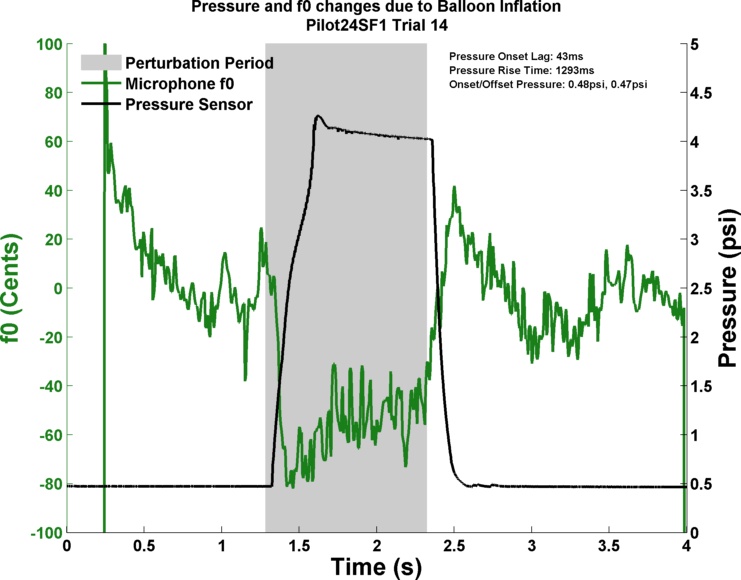 Pressure and f0 changes due to Balloon Inflation
Pilot24SF1 Trial 14
Perturbation Period
Microphone f0
Pressure Sensor
Pressure Onset Lag: 43ms
Pressure Rise Time: 1293ms
Onset/Offset Pressure: 0.48psi, 0.47psi
f0 (Cents)
100
80
60
40
20
0
-20
-40
-60
-80
-100
Pressure (psi)
5
4.5
4
3.5
3
2.5
2
1.5
1
0.5
0
0 0.5 1 1.5 2 2.5 3 3.5 4
Time (s)